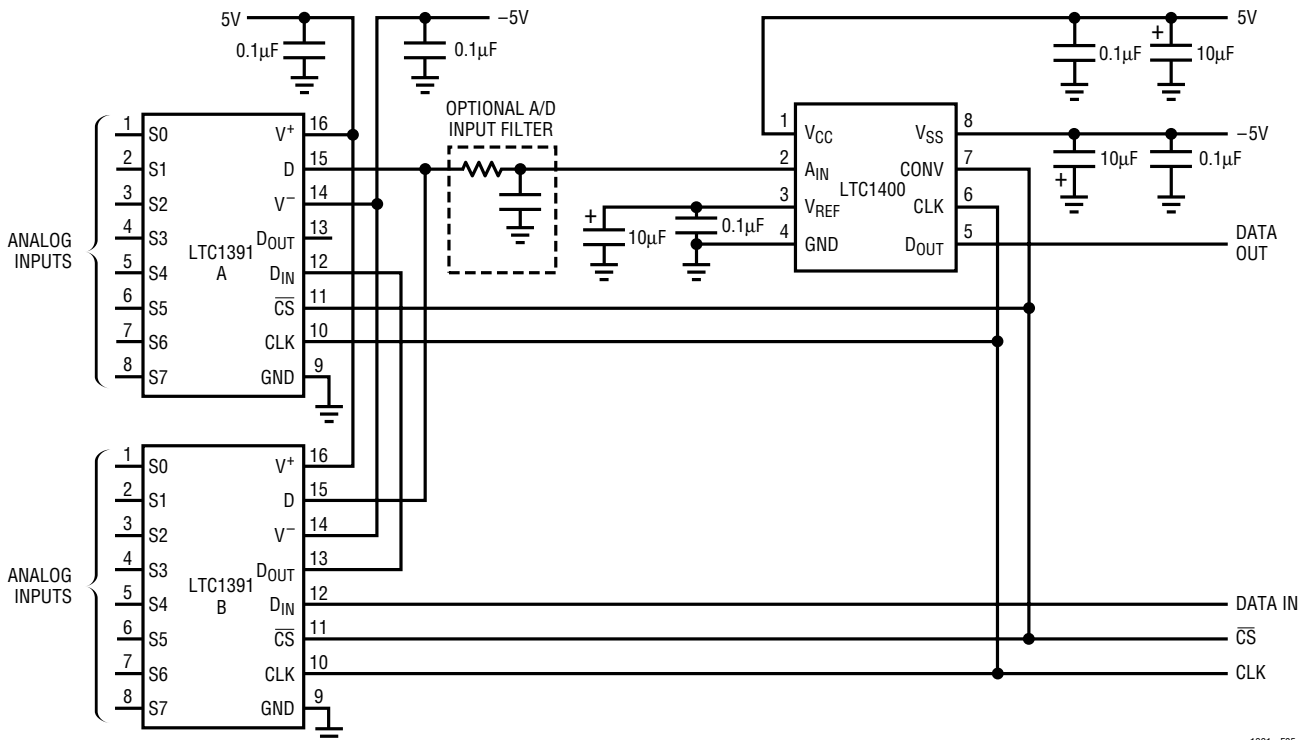 5V
–5V
5V
0.1µF
0.1µF
0.1µF
+
10µF
OPTIONAL A/D
INPUT FILTER
ANALOG
INPUTS
1 S0
2 S1
3 S2
4 S3
5 S4
6 S5
7 S6
8 S7
LTC1391
A
V+ 16
D 15
V– 14
DOUT 13
DIN 12
CS 11
CLK 10
GND 9
+
10µF
0.1µF
1 VCC
2 AIN
3 VREF
4 GND
LTC1400
VSS 8
CONV 7
CLK 6
DOUT 5
–5V
10µF
+
0.1µF
DATA
OUT
ANALOG
INPUTS
1 S0
2 S1
3 S2
4 S3
5 S4
6 S5
7 S6
8 S7
LTC1391
B
V+ 16
D 15
V– 14
DOUT 13
DIN 12
CS 11
CLK 10
GND 9
DATA IN
CS
CLK